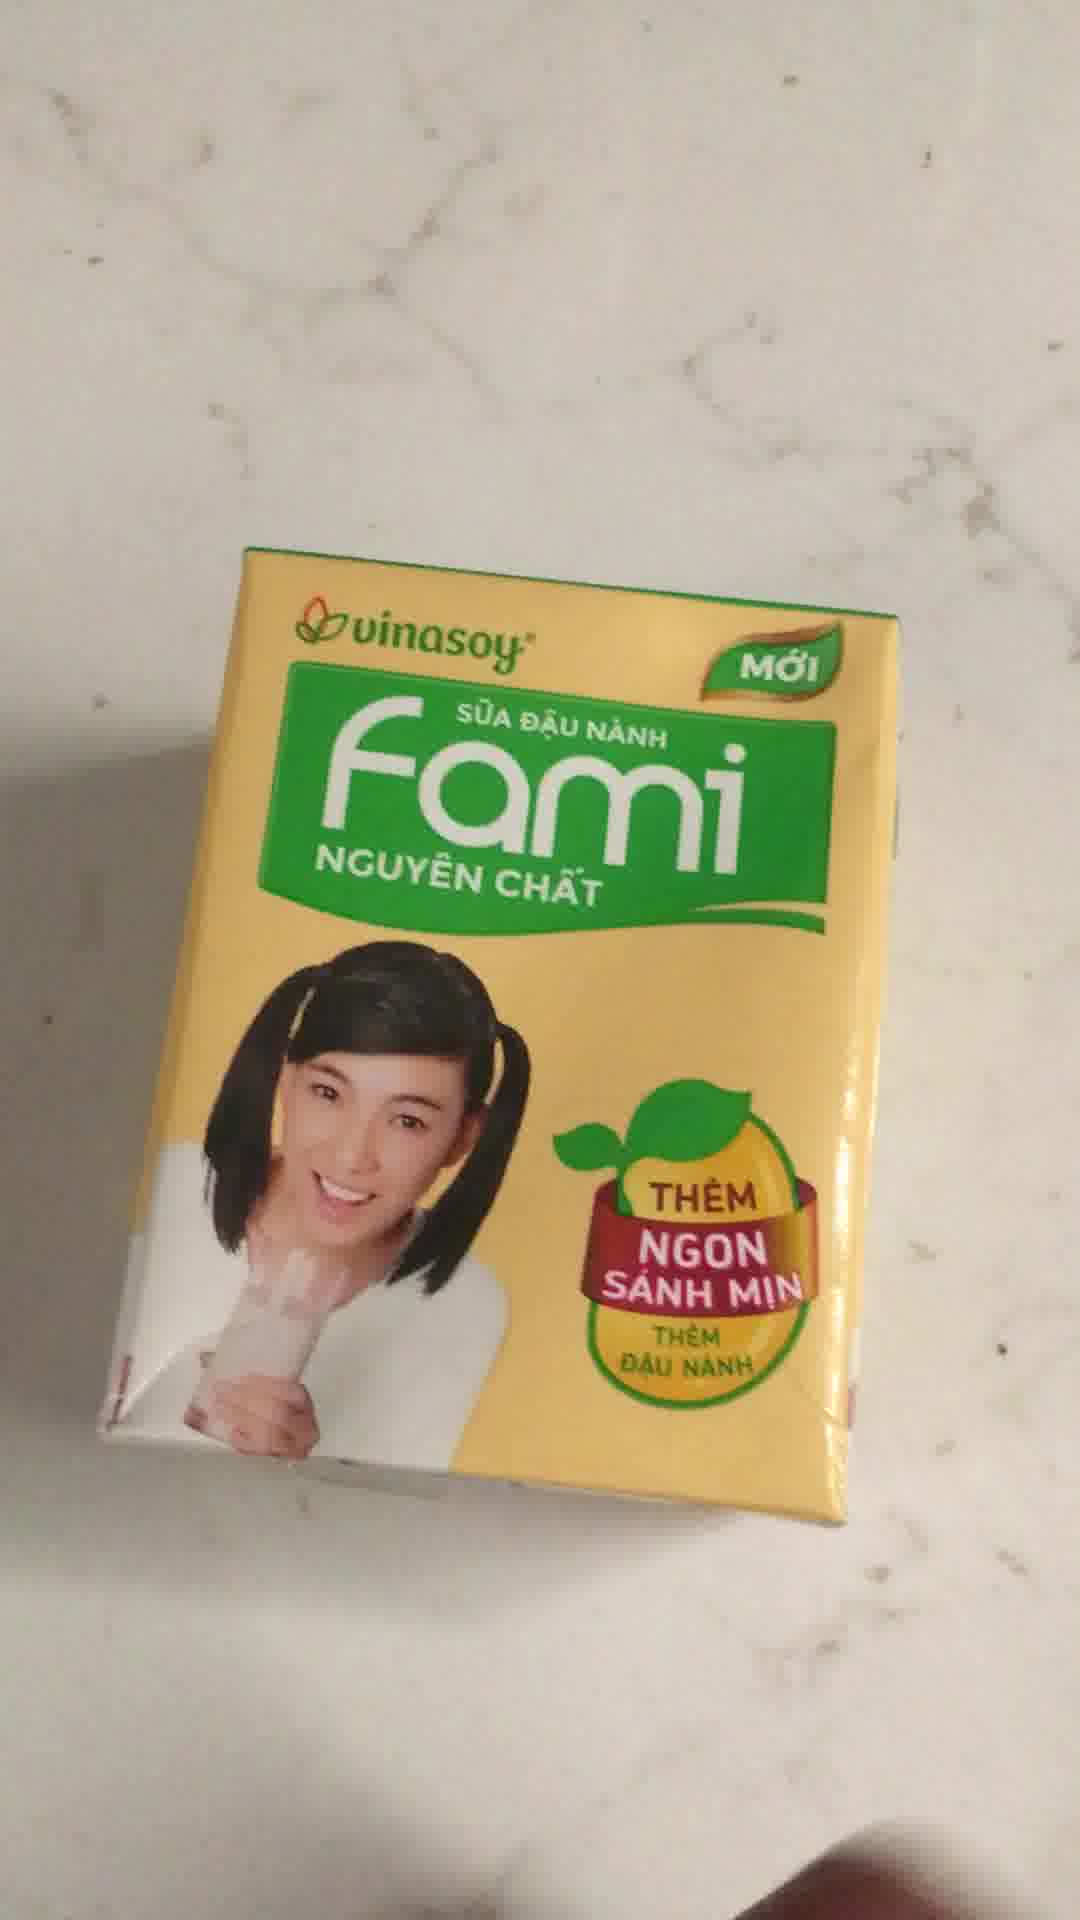 vinasoy®
MỚI
SỮA ĐẬU NÀNH
Fami
NGUYÊN CHẤT
THÊM
NGON
SÁNH MỊN
THÊM
ĐẬU NÀNH